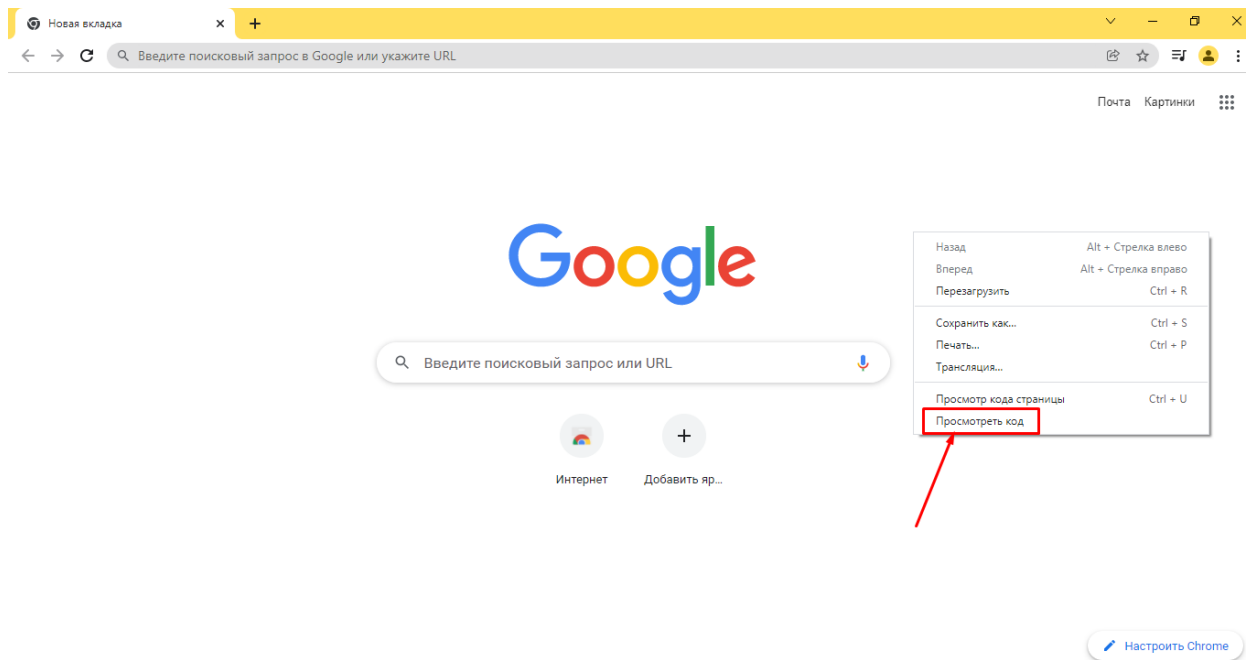 Новая вкладка
Введите поисковый запрос в Google или укажите URL
Почта Картинки
Google
Назад Alt + Стрелка влево
Вперед Alt + Стрелка вправо
Перезагрузить Ctrl + R
Сохранить как... Ctrl + S
Печать... Ctrl + P
Трансляция...
Просмотр кода страницы Ctrl + U
Просмотреть код
Введите поисковый запрос или URL
Интернет Добавить яр...
Настроить Chrome